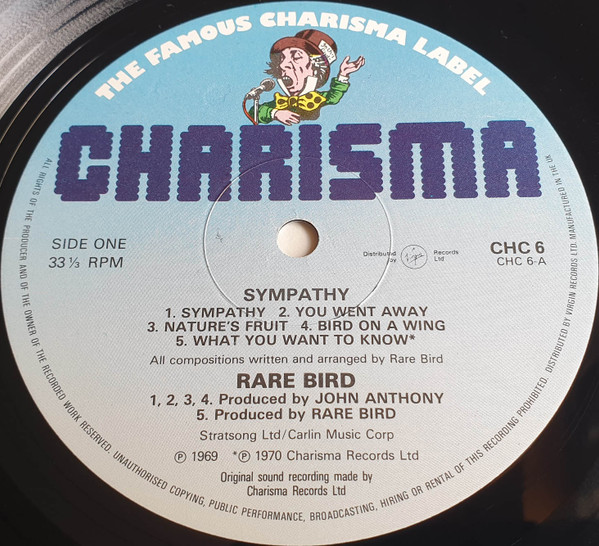 THE FAMOUS CHARISMA LABEL
CHARISMA
SIDE ONE
33 ⅓ RPM
Distributed by Virgin Records Ltd
CHC 6
CHC 6-A
SYMPATHY
1. SYMPATHY 2. YOU WENT AWAY
3. NATURE'S FRUIT 4. BIRD ON A WING
5. WHAT YOU WANT TO KNOW*
All compositions written and arranged by Rare Bird
RARE BIRD
1, 2, 3, 4. Produced by JOHN ANTHONY
5. Produced by RARE BIRD
Stratsong Ltd/Carlin Music Corp
℗ 1969 *℗ 1970 Charisma Records Ltd
Original sound recording made by
Charisma Records Ltd
ALL RIGHTS OF THE PRODUCER AND OF THE OWNER OF THE RECORDED WORK RESERVED. UNAUTHORISED COPYING, PUBLIC PERFORMANCE, BROADCASTING, HIRING OR RENTAL OF THIS RECORDING PROHIBITED. DISTRIBUTED BY VIRGIN RECORDS LTD. MANUFACTURED IN THE UK